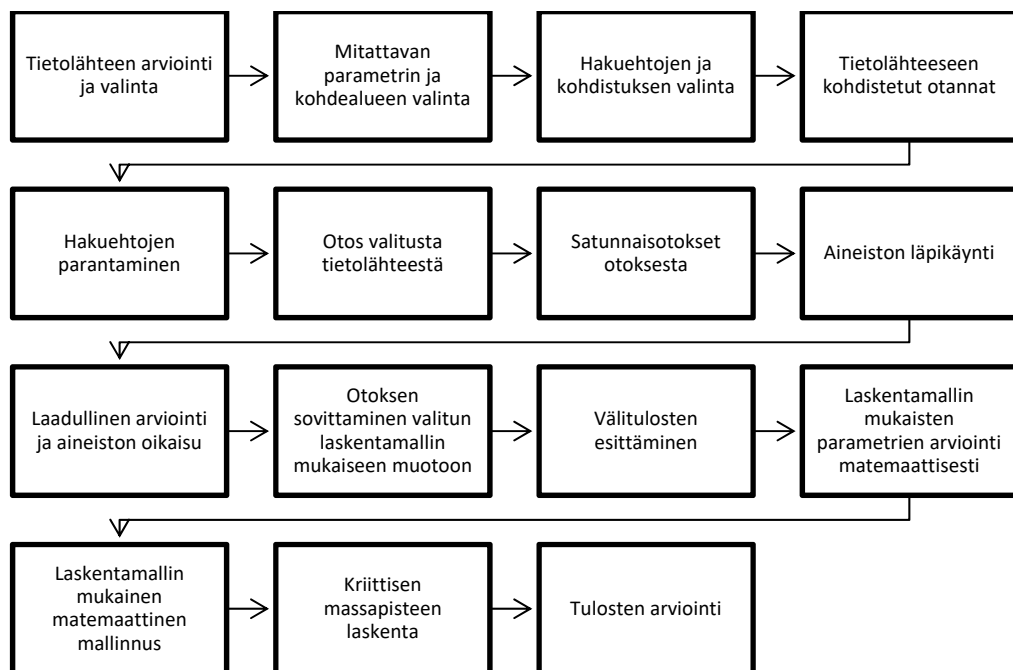 Tietolähteen arviointi
ja valinta
Mitattavan
parametrin ja
kohdealueen valinta
Hakuehtojen ja
kohdistuksen valinta
Tietolähteeseen
kohdistetut otannat
Hakuehtojen
parantaminen
Otos valitusta
tietolähteestä
Satunnaisotokset
otoksesta
Aineiston läpikäynti
Laadullinen arviointi
ja aineiston oikaisu
Otoksen
sovittaminen valitun
laskentamallin
mukaiseen muotoon
Välitulosten
esittäminen
Laskentamallin
mukaisten
parametrien arviointi
matemaattisesti
Laskentamallin
mukainen
matemaattinen
mallinnus
Kriittisen
massapisteen
laskenta
Tulosten arviointi